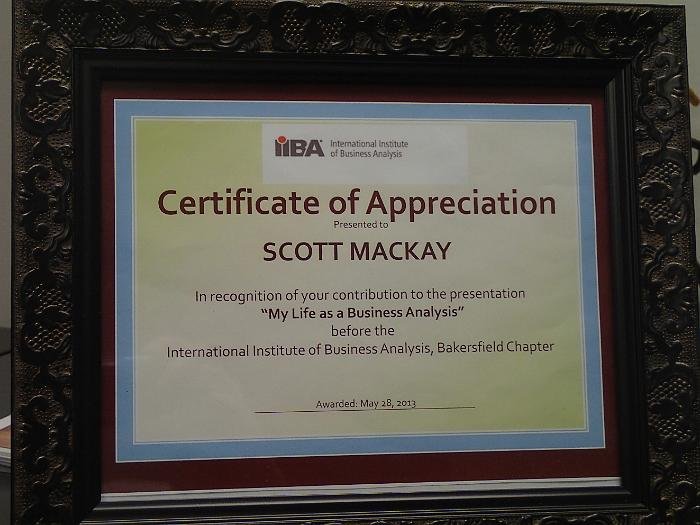 IIBA International Institute
of Business Analysis
Certificate of Appreciation
Presented to
SCOTT MACKAY
In recognition of your contribution to the presentation
“My Life as a Business Analysis”
before the
International Institute of Business Analysis, Bakersfield Chapter
Awarded: May 28, 2013